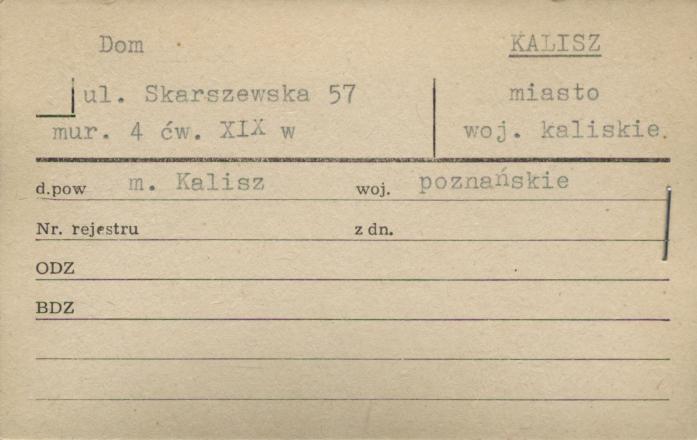 Dom KALISZ
ul. Skarszewska 57 miasto
mur. 4 ćw. XIX w woj. kaliskie.
d.pow m. Kalisz woj. poznańskie
Nr. rejestru z dn.
ODZ
BDZ